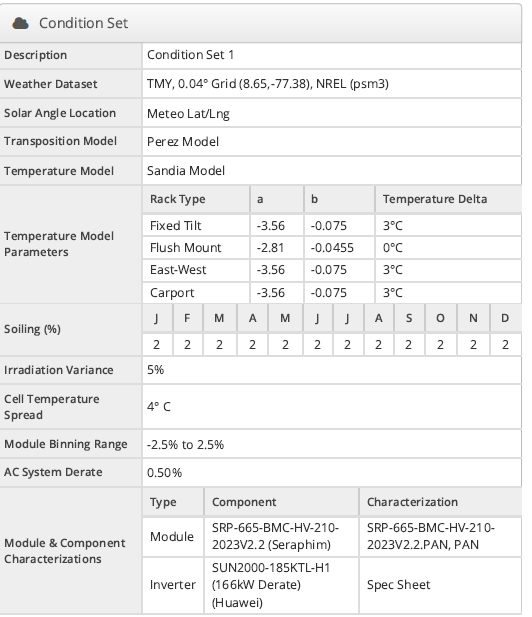 Condition Set
Description Condition Set 1
Weather Dataset TMY, 0.04° Grid (8.65,-77.38), NREL (psm3)
Solar Angle Location Meteo Lat/Lng
Transposition Model Perez Model
Temperature Model Sandia Model
Temperature Model
Parameters
Rack Type a b Temperature Delta
Fixed Tilt -3.56 -0.075 3°C
Flush Mount -2.81 -0.0455 0°C
East-West -3.56 -0.075 3°C
Carport -3.56 -0.075 3°C
Soiling (%)
J F M A M J J A S O N D
2 2 2 2 2 2 2 2 2 2 2 2
Irradiation Variance 5%
Cell Temperature
Spread
4° C
Module Binning Range -2.5% to 2.5%
AC System Derate 0.50%
Module & Component
Characterizations
Type Component Characterization
Module
SRP-665-BMC-HV-210-
2023V2.2 (Seraphim)
SRP-665-BMC-HV-210-
2023V2.2.PAN, PAN
Inverter
SUN2000-185KTL-H1
(166kW Derate)
(Huawei)
Spec Sheet